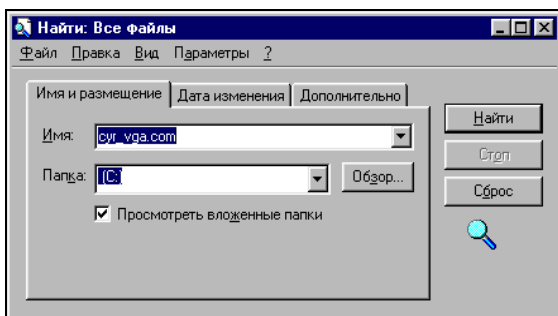 Найти: Все файлы
Файл Правка Вид Параметры ?
Имя и размещение Дата изменения Дополнительно
Имя: cyr_vga.com
Папка: (C:)
Обзор...
Просмотреть вложенные папки
Найти
Стоп
Сброс